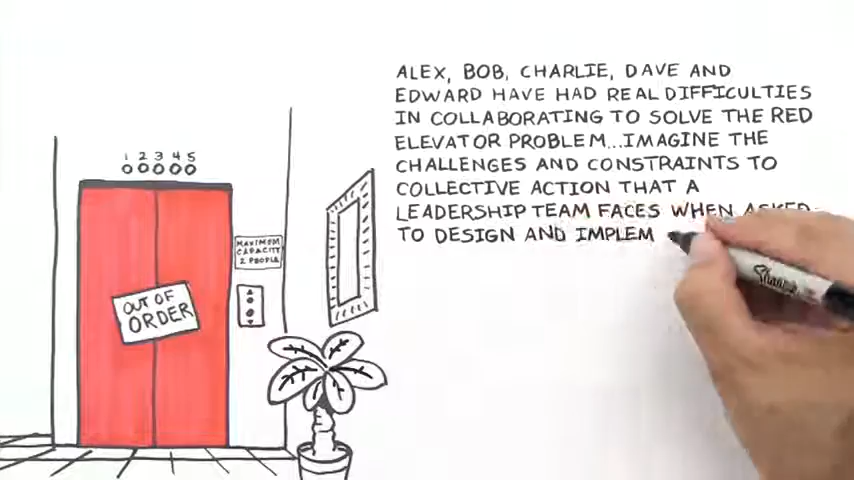 ALEX, BOB, CHARLIE, DAVE AND
EDWARD HAVE HAD REAL DIFFICULTIES
IN COLLABORATING TO SOLVE THE RED
ELEVATOR PROBLEM...IMAGINE THE
CHALLENGES AND CONSTRAINTS TO
COLLECTIVE ACTION THAT A
LEADERSHIP TEAM FACES WHEN ASKED
TO DESIGN AND IMPLEM
1 2 3 4 5
MAXIMUM
CAPACITY
2 PEOPLE
OUT OF
ORDER
Sharpie